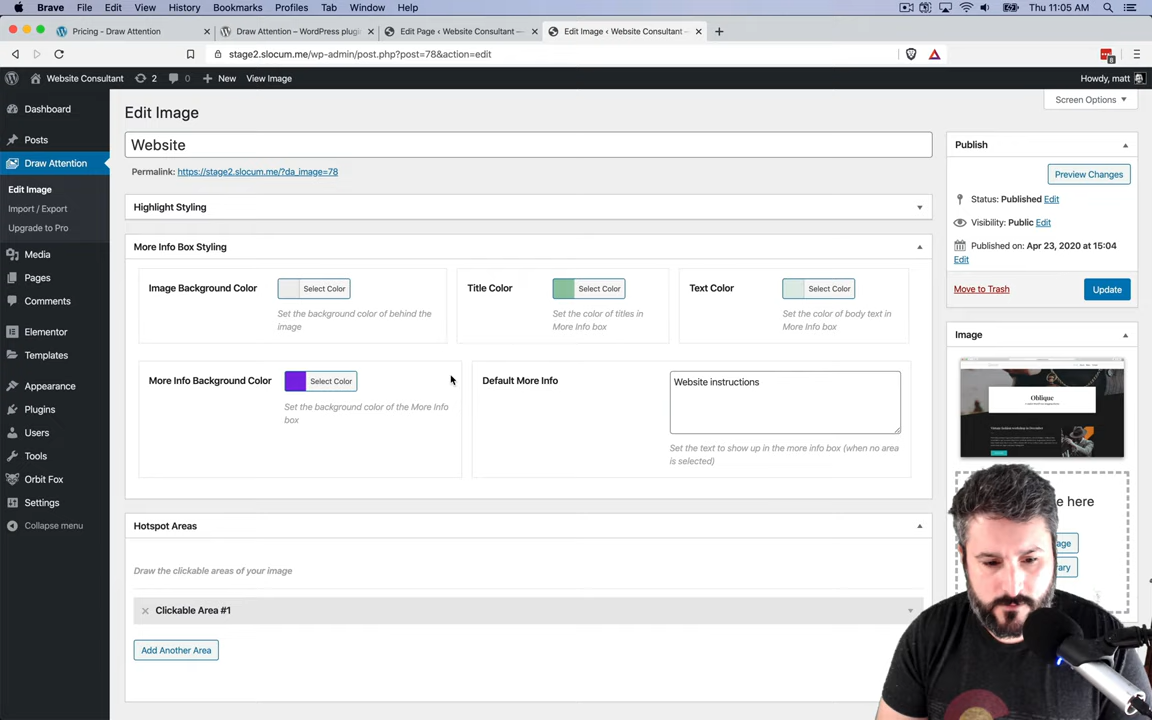 Brave File Edit View History Bookmarks Profiles Tab Window Help Thu 11:05 AM
Pricing - Draw Attention
Draw Attention – WordPress plugin
Edit Page ‹ Website Consultant —
Edit Image ‹ Website Consultant —
stage2.slocum.me/wp-admin/post.php?post=78&action=edit
Website Consultant 2 0 New View Image Howdy, matt
Screen Options
Dashboard
Posts
Draw Attention
Edit Image
Import / Export
Upgrade to Pro
Media
Pages
Comments
Elementor
Templates
Appearance
Plugins
Users
Tools
Orbit Fox
Settings
Collapse menu
Edit Image
Website
Permalink: https://stage2.slocum.me/?da_image=78
Highlight Styling
More Info Box Styling
Image Background Color
Select Color
Set the background color of behind the
image
Title Color
Select Color
Set the color of titles in
More Info box
Text Color
Select Color
Set the color of body text in
More Info box
More Info Background Color
Select Color
Set the background color of the More Info
box
Default More Info
Website instructions
Set the text to show up in the more info box (when no area
is selected)
Hotspot Areas
Draw the clickable areas of your image
Clickable Area #1
Add Another Area
Publish
Preview Changes
Status: Published Edit
Visibility: Public Edit
Published on: Apr 23, 2020 at 15:04
Edit
Move to Trash
Update
Image
Oblique
here